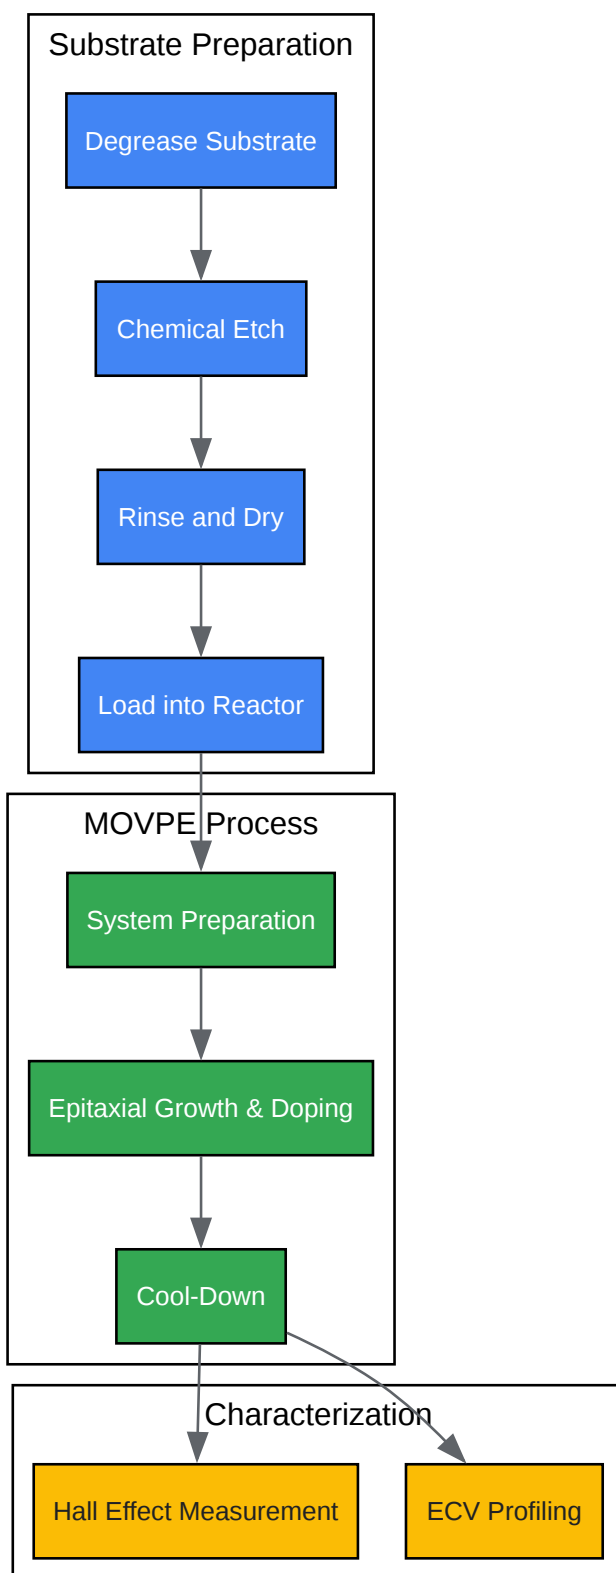 Substrate Preparation
Degrease Substrate
Chemical Etch
Rinse and Dry
Load into Reactor
MOVPE Process
System Preparation
Epitaxial Growth & Doping
Cool-Down
Characterization
Hall Effect Measurement
ECV Profiling